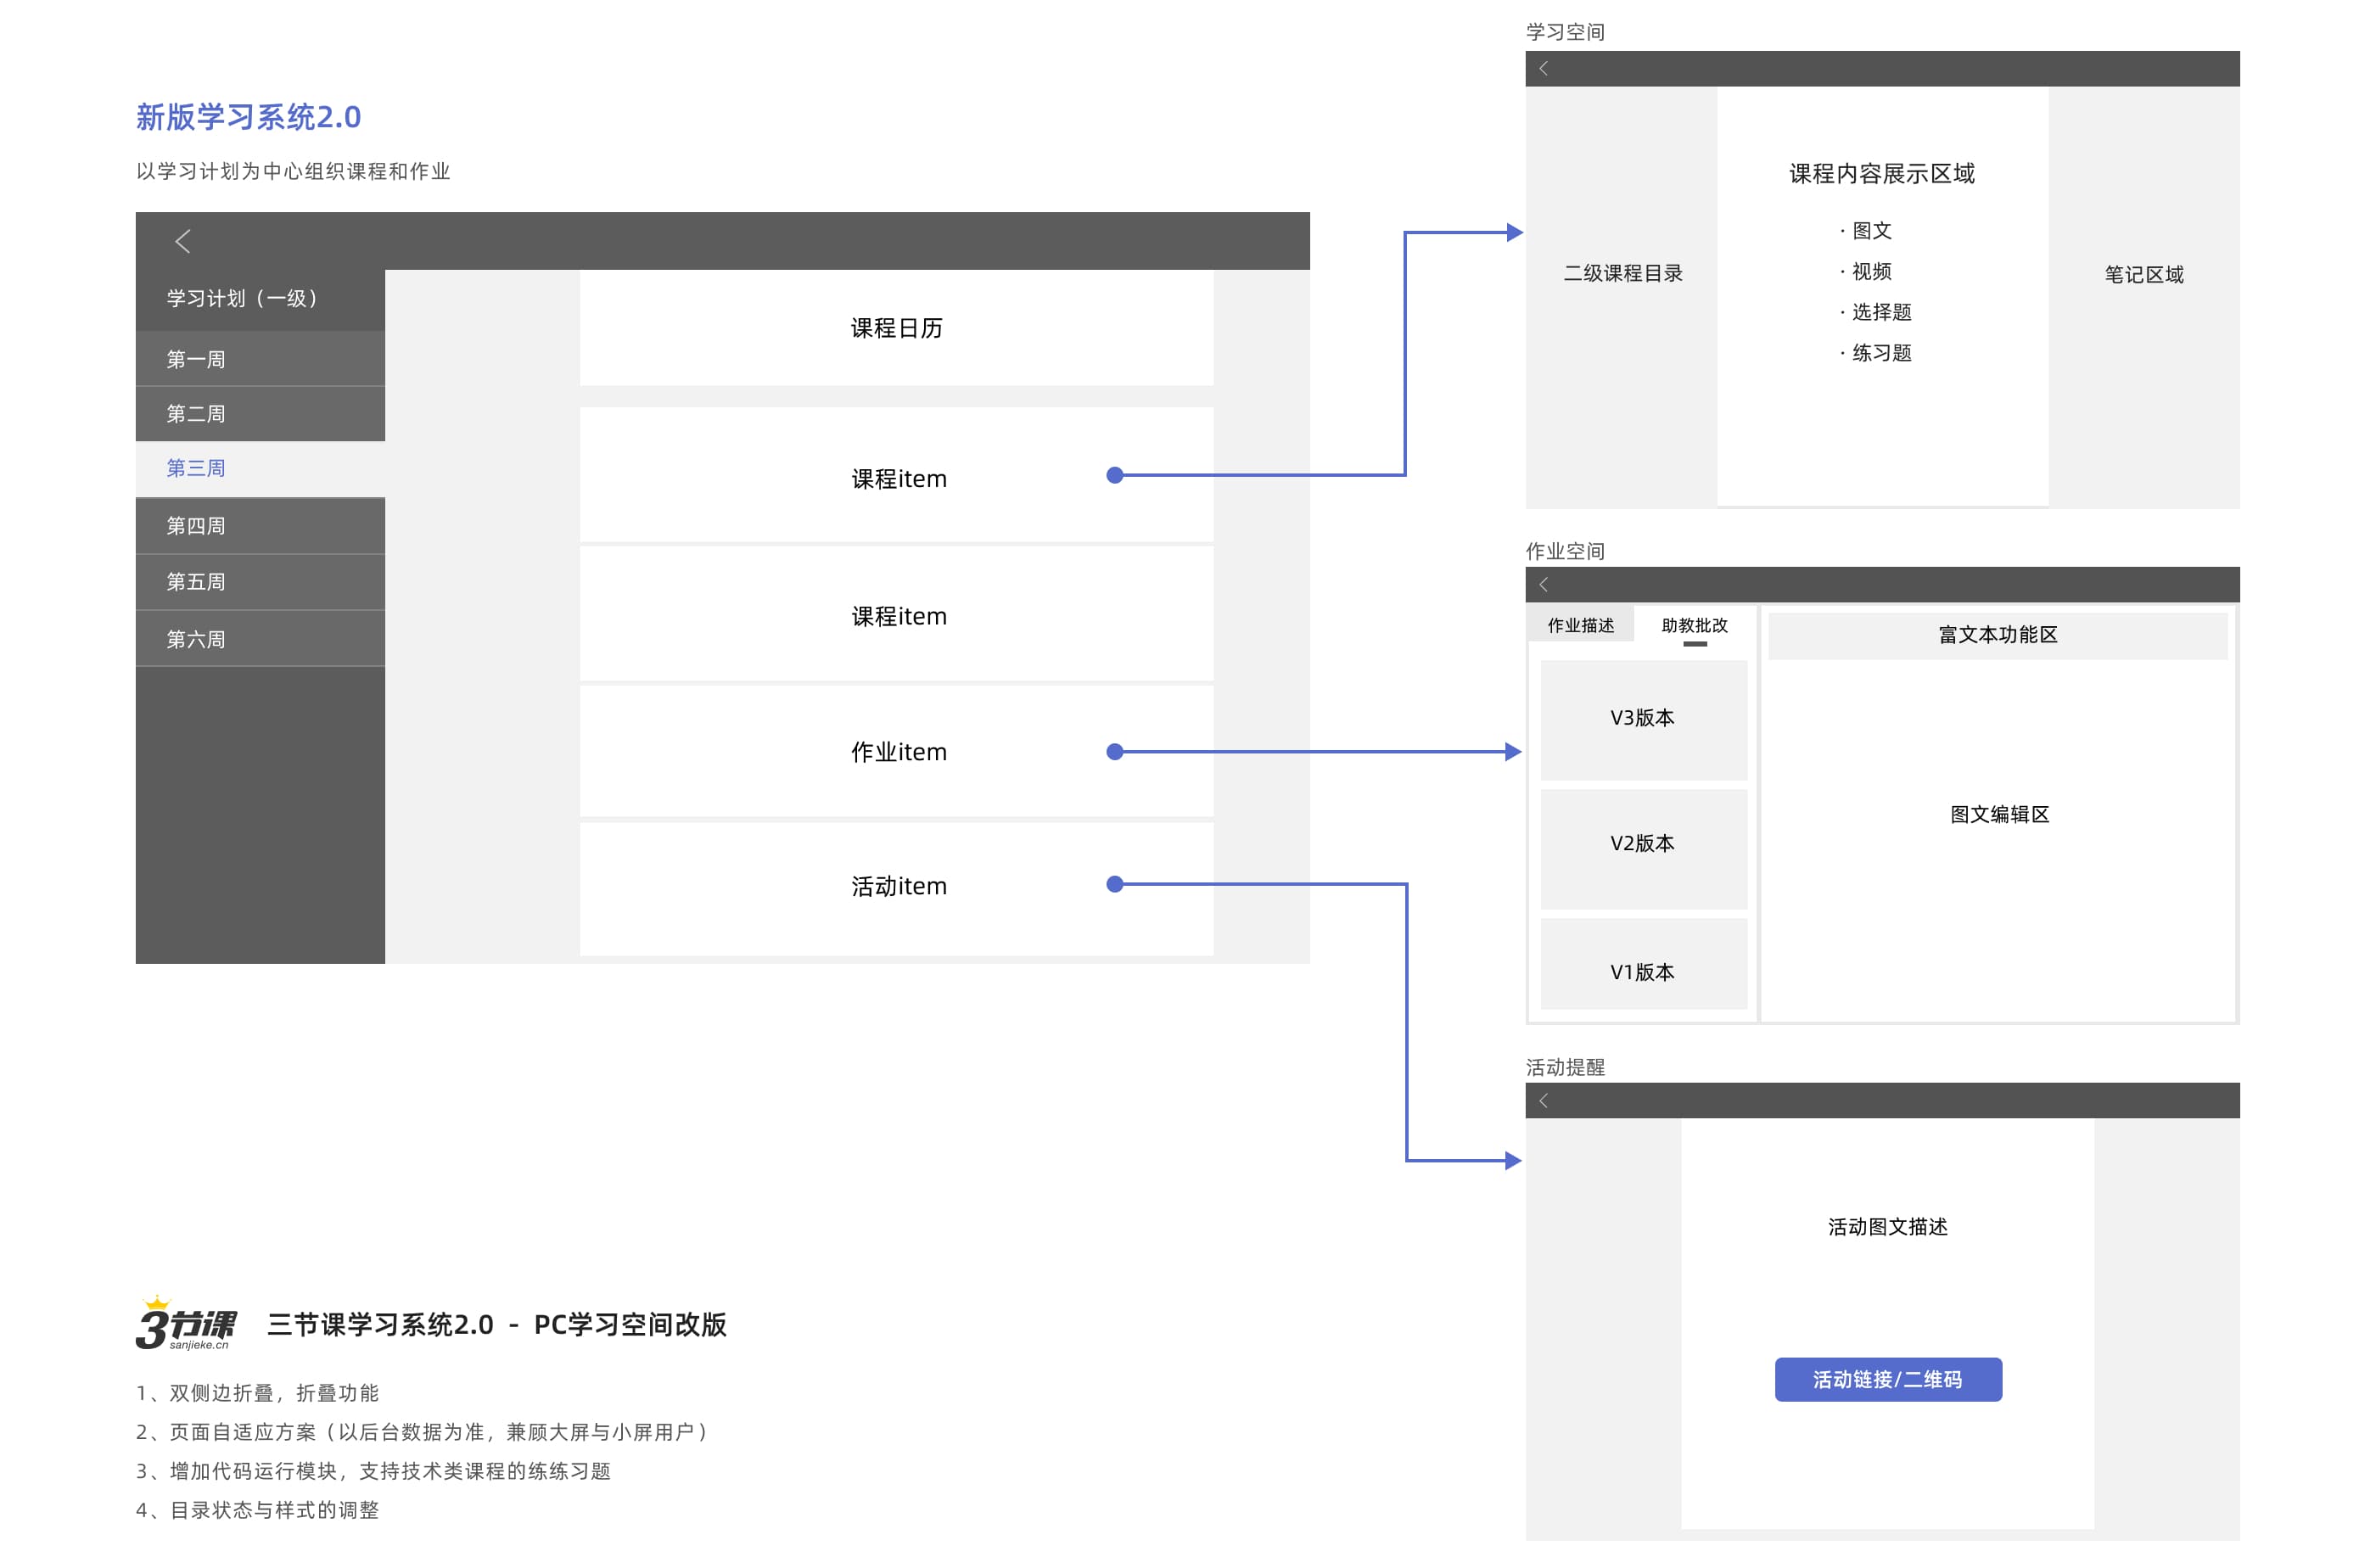 新版学习系统2.0
以学习计划为中心组织课程和作业
学习计划（一级）
第一周
第二周
第三周
第四周
第五周
第六周
课程日历
课程item
课程item
作业item
活动item
学习空间
二级课程目录
课程内容展示区域
· 图文
· 视频
· 选择题
· 练习题
笔记区域
作业空间
作业描述
助教批改
V3版本
V2版本
V1版本
富文本功能区
图文编辑区
活动提醒
活动图文描述
活动链接/二维码
3节课
sanjieke.cn
三节课学习系统2.0 - PC学习空间改版
1、双侧边折叠，折叠功能
2、页面自适应方案（以后台数据为准，兼顾大屏与小屏用户）
3、增加代码运行模块，支持技术类课程的练练习题
4、目录状态与样式的调整